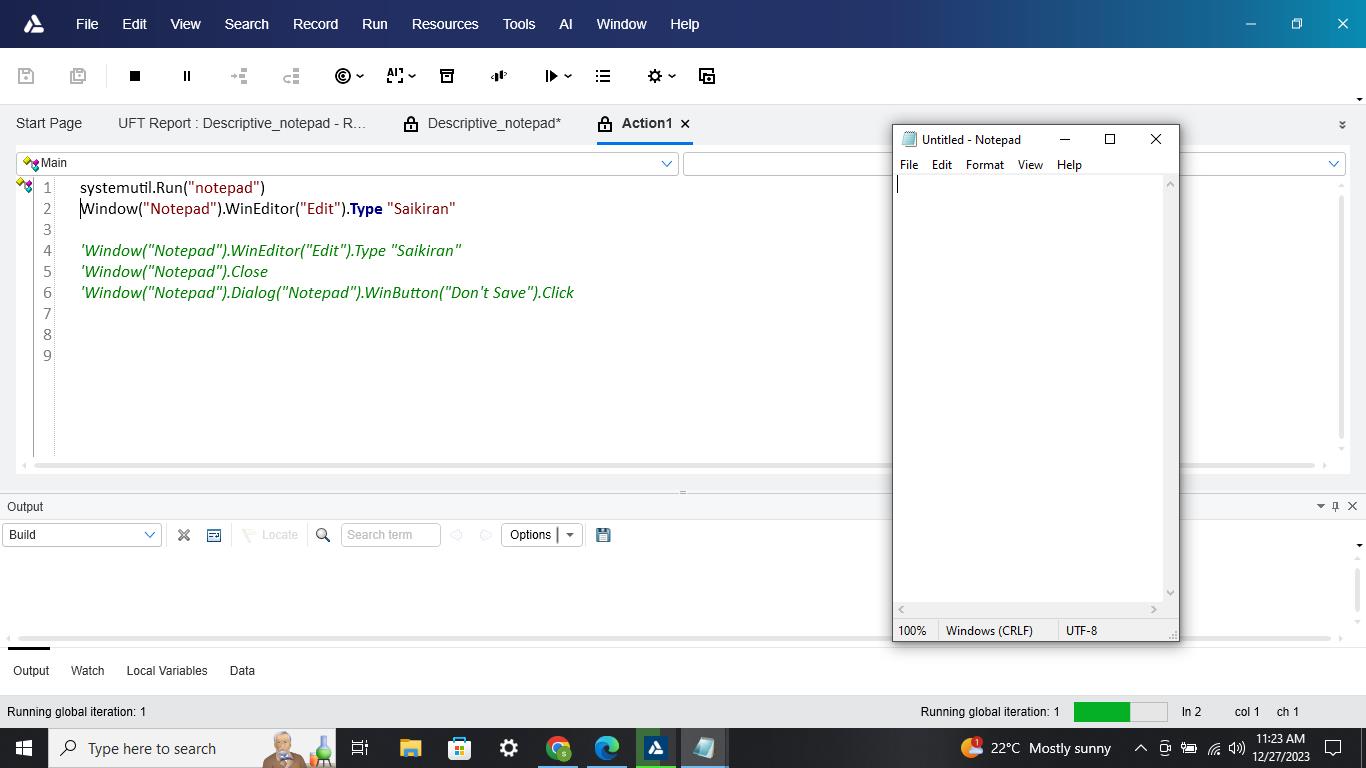 File Edit View Search Record Run Resources Tools AI Window Help
Start Page UFT Report : Descriptive_notepad - R... Descriptive_notepad* Action1
Main
1 systemutil.Run("notepad")
2 Window("Notepad").WinEditor("Edit").Type "Saikiran"
3
4 'Window("Notepad").WinEditor("Edit").Type "Saikiran"
5 'Window("Notepad").Close
6 'Window("Notepad").Dialog("Notepad").WinButton("Don't Save").Click
7
8
9
Untitled - Notepad
File Edit Format View Help
100% Windows (CRLF) UTF-8
Output
Build Locate Search term Options
Output Watch Local Variables Data
Running global iteration: 1 Running global iteration: 1 ln 2 col 1 ch 1
Type here to search 1 22°C Mostly sunny 11:23 AM
12/27/2023